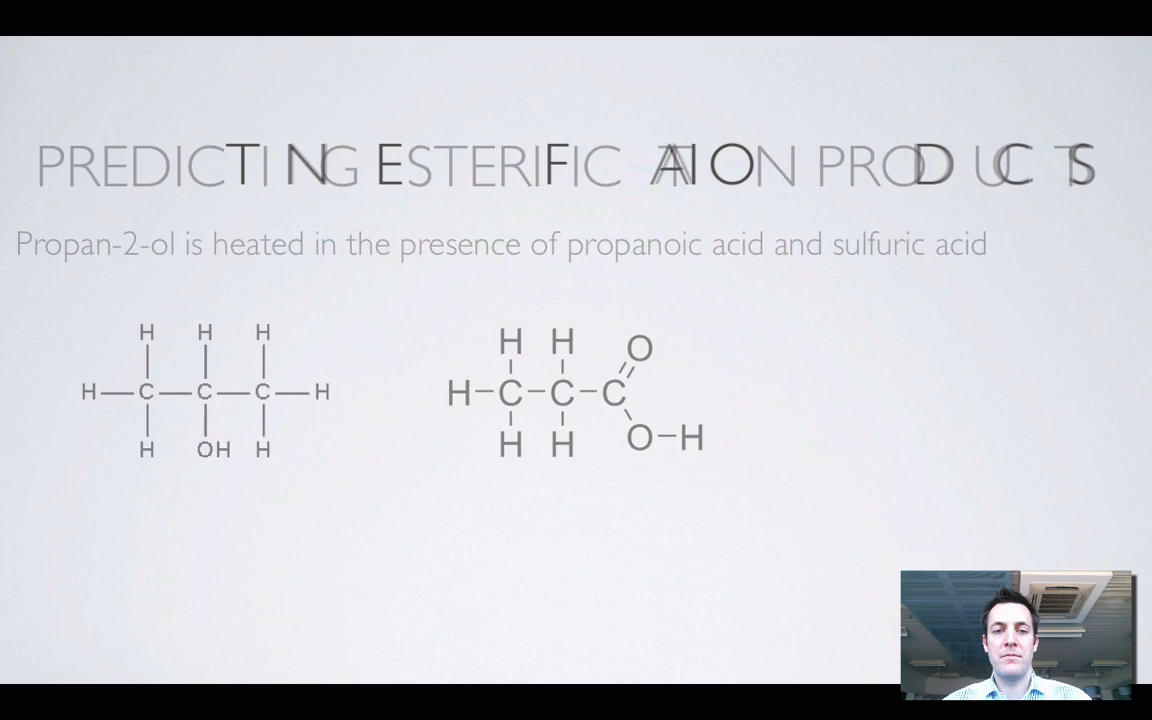 PREDICTING ESTERIFICATION PRODUCTS
Propan-2-ol is heated in the presence of propanoic acid and sulfuric acid
H H H
H C C C H
H OH H
H H O
H C C C
H H O H